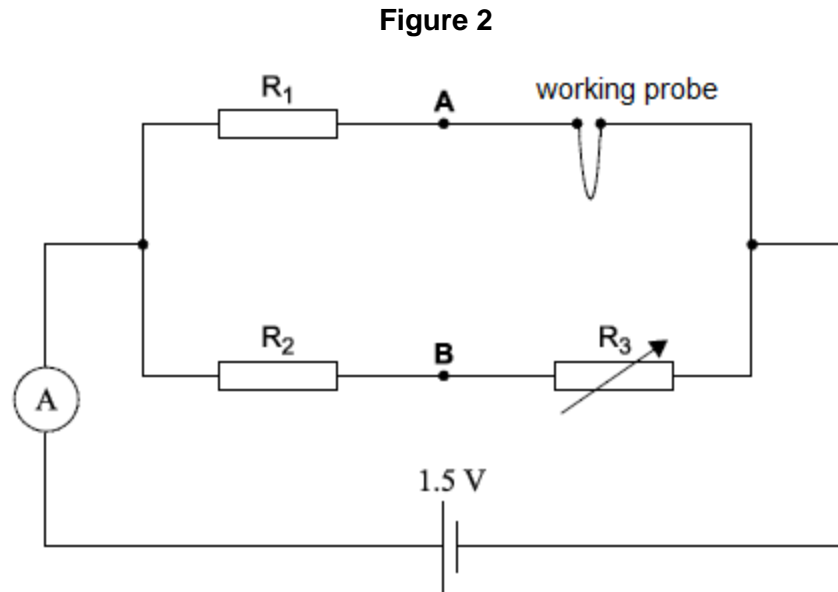 Figure 2
R₁
A
working probe
R₂
B
R₃
A
1.5 V